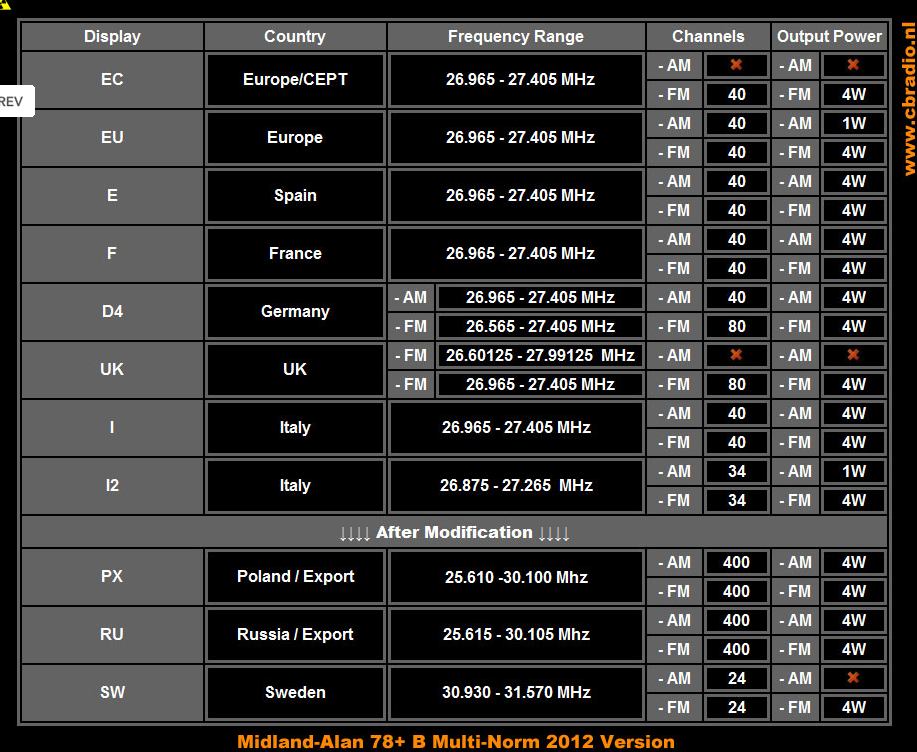 Display Country Frequency Range Channels Output Power
EC Europe/CEPT 26.965 - 27.405 MHz - AM ✖ - AM ✖
- FM 40 - FM 4W
REV
EU Europe 26.965 - 27.405 MHz - AM 40 - AM 1W
- FM 40 - FM 4W
E Spain 26.965 - 27.405 MHz - AM 40 - AM 4W
- FM 40 - FM 4W
F France 26.965 - 27.405 MHz - AM 40 - AM 4W
- FM 40 - FM 4W
D4 Germany - AM 26.965 - 27.405 MHz - AM 40 - AM 4W
- FM 26.565 - 27.405 MHz - FM 80 - FM 4W
UK UK - FM 26.60125 - 27.99125 MHz - AM ✖ - AM ✖
- FM 26.965 - 27.405 MHz - FM 80 - FM 4W
I Italy 26.965 - 27.405 MHz - AM 40 - AM 4W
- FM 40 - FM 4W
I2 Italy 26.875 - 27.265 MHz - AM 34 - AM 1W
- FM 34 - FM 4W
↓↓↓↓ After Modification ↓↓↓↓
PX Poland / Export 25.610 -30.100 Mhz - AM 400 - AM 4W
- FM 400 - FM 4W
RU Russia / Export 25.615 - 30.105 Mhz - AM 400 - AM 4W
- FM 400 - FM 4W
SW Sweden 30.930 - 31.570 MHz - AM 24 - AM ✖
- FM 24 - FM 4W
Midland-Alan 78+ B Multi-Norm 2012 Version
www.cbradio.nl